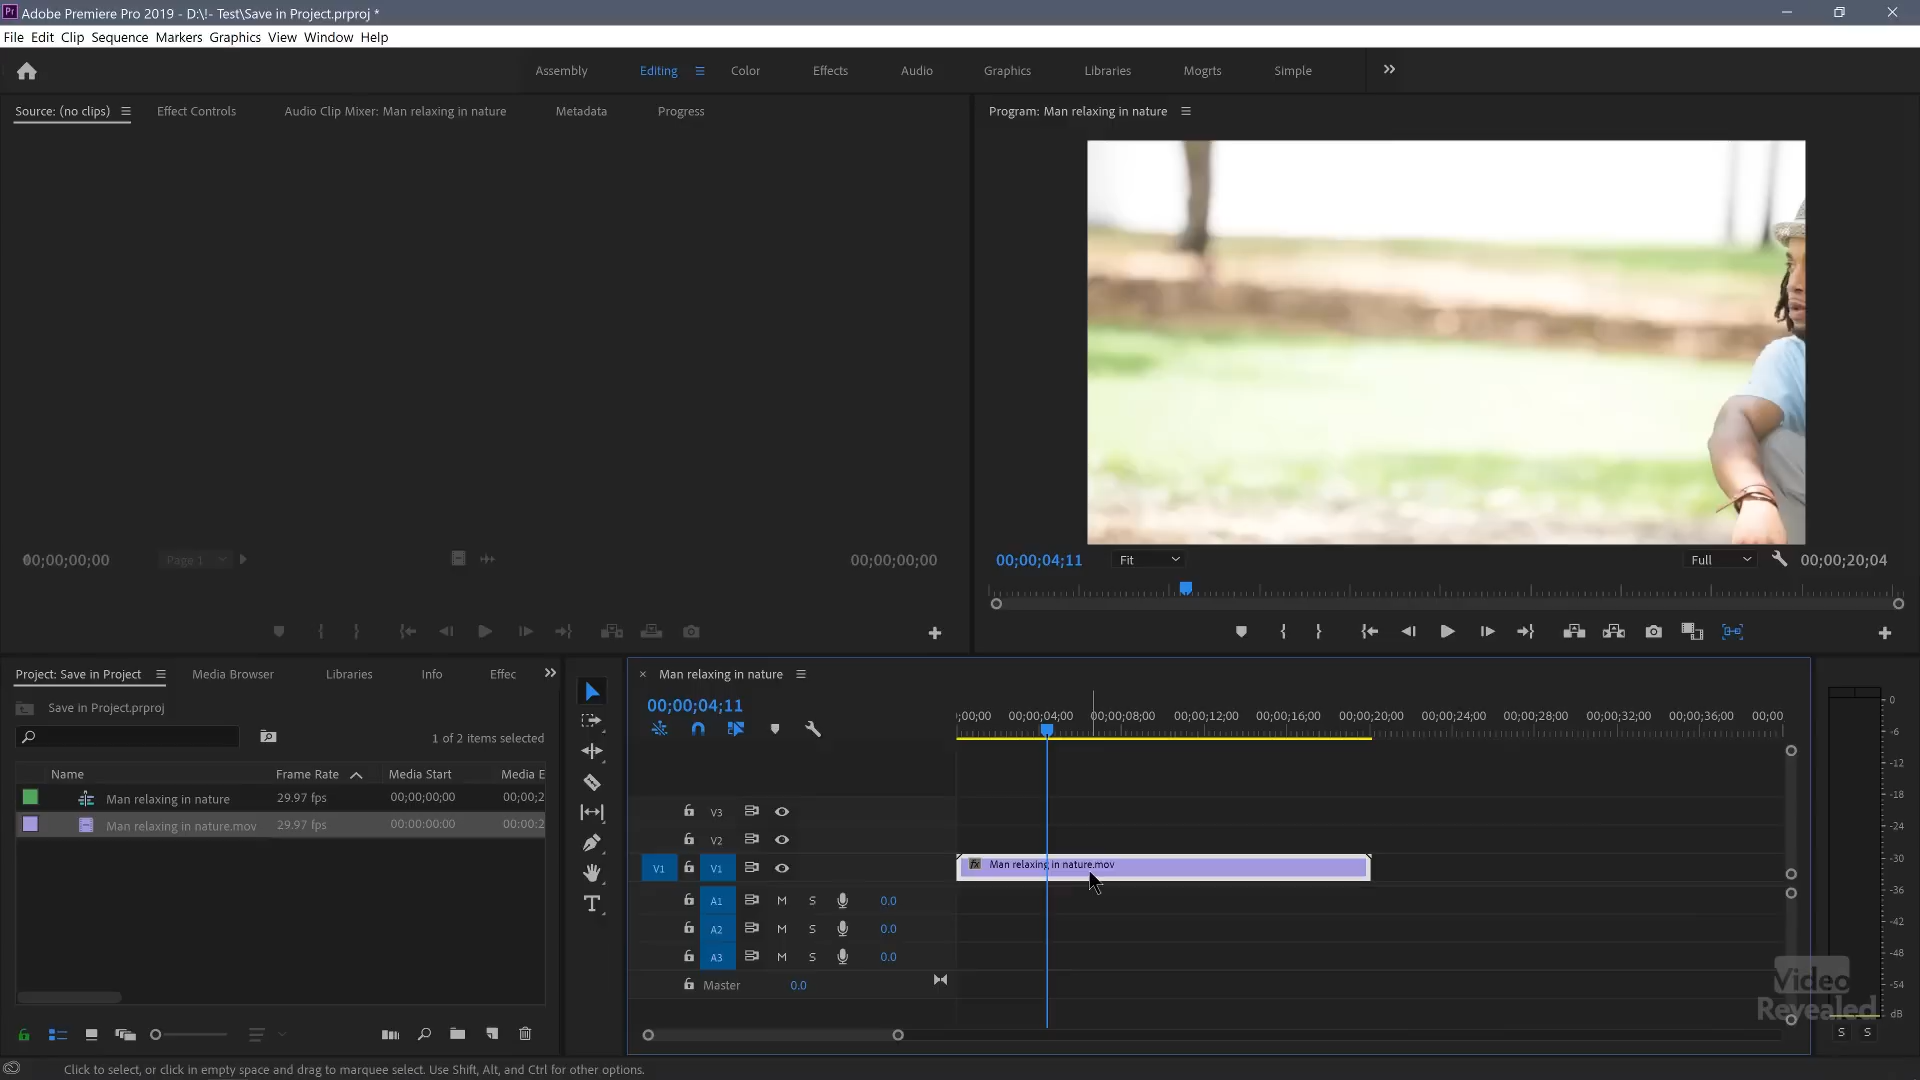 Pr Adobe Premiere Pro 2019 - D:\!- Test\Save in Project.prproj *
File Edit Clip Sequence Markers Graphics View Window Help
Assembly Editing Color Effects Audio Graphics Libraries Mogrts Simple
Source: (no clips) Effect Controls Audio Clip Mixer: Man relaxing in nature Metadata Progress
Program: Man relaxing in nature
00;00;00;00 Page 1 00;00;00;00
00;00;04;11 Fit Full 00;00;20;04
Project: Save in Project Media Browser Libraries Info Effec
Save in Project.prproj
1 of 2 items selected
Name Frame Rate Media Start Media E
Man relaxing in nature 29.97 fps 00;00;00;00 00;00;2
Man relaxing in nature.mov 29.97 fps 00:00:00:00 00:00:2
Man relaxing in nature
00;00;04;11
;00;00 00;00;04;00 00;00;08;00 00;00;12;00 00;00;16;00 00;00;20;00 00;00;24;00 00;00;28;00 00;00;32;00 00;00;36;00 00;00
V3
V2
V1 V1 fx Man relaxing in nature.mov
A1 M S 0.0
A2 M S 0.0
A3 M S 0.0
Master 0.0
0
-6
-12
-18
-24
-30
-36
-42
-48
-54
dB
S S
Video
Revealed
Click to select, or click in empty space and drag to marquee select. Use Shift, Alt, and Ctrl for other options.